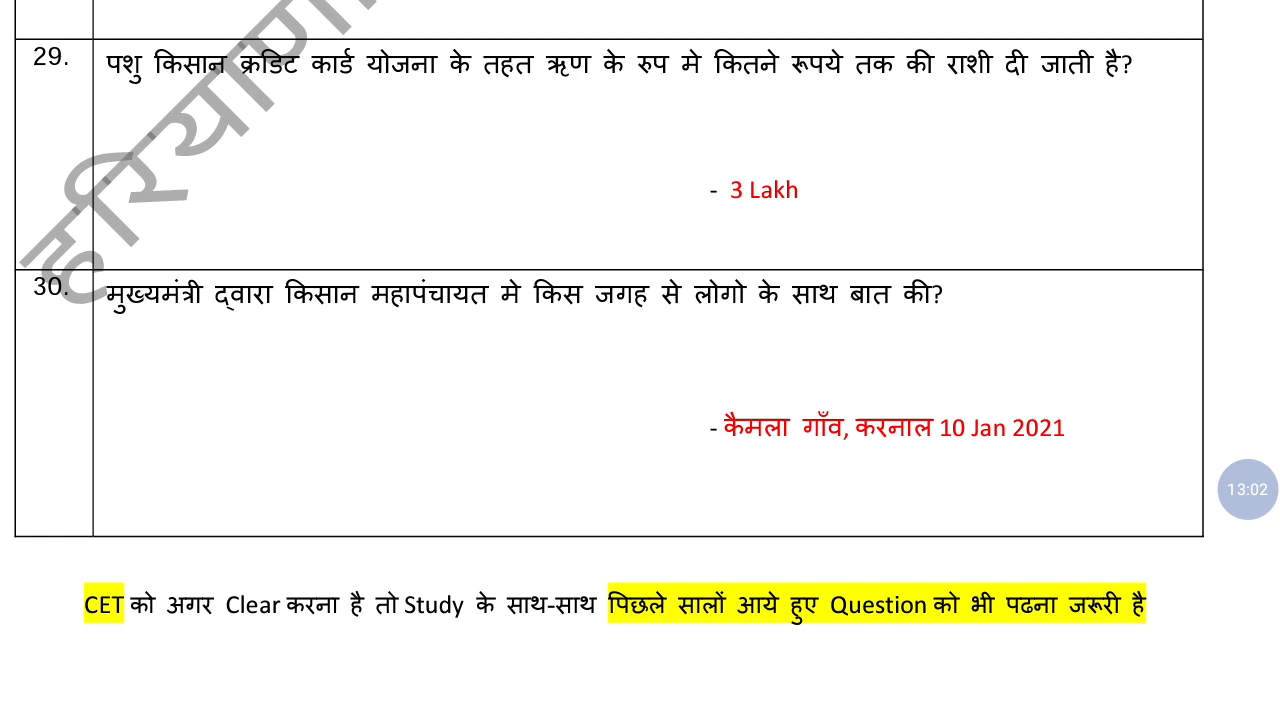 29.
पशु किसान क्रडिट कार्ड योजना के तहत ऋण के रुप मे कितने रूपये तक की राशी दी जाती है?
- 3 Lakh
हरियाणा
30.
मुख्यमंत्री द्वारा किसान महापंचायत मे किस जगह से लोगो के साथ बात की?
- कैमला गाँव, करनाल 10 Jan 2021
13:02
CET को अगर Clear करना है तो Study के साथ-साथ पिछले सालों आये हुए Question को भी पढना जरूरी है